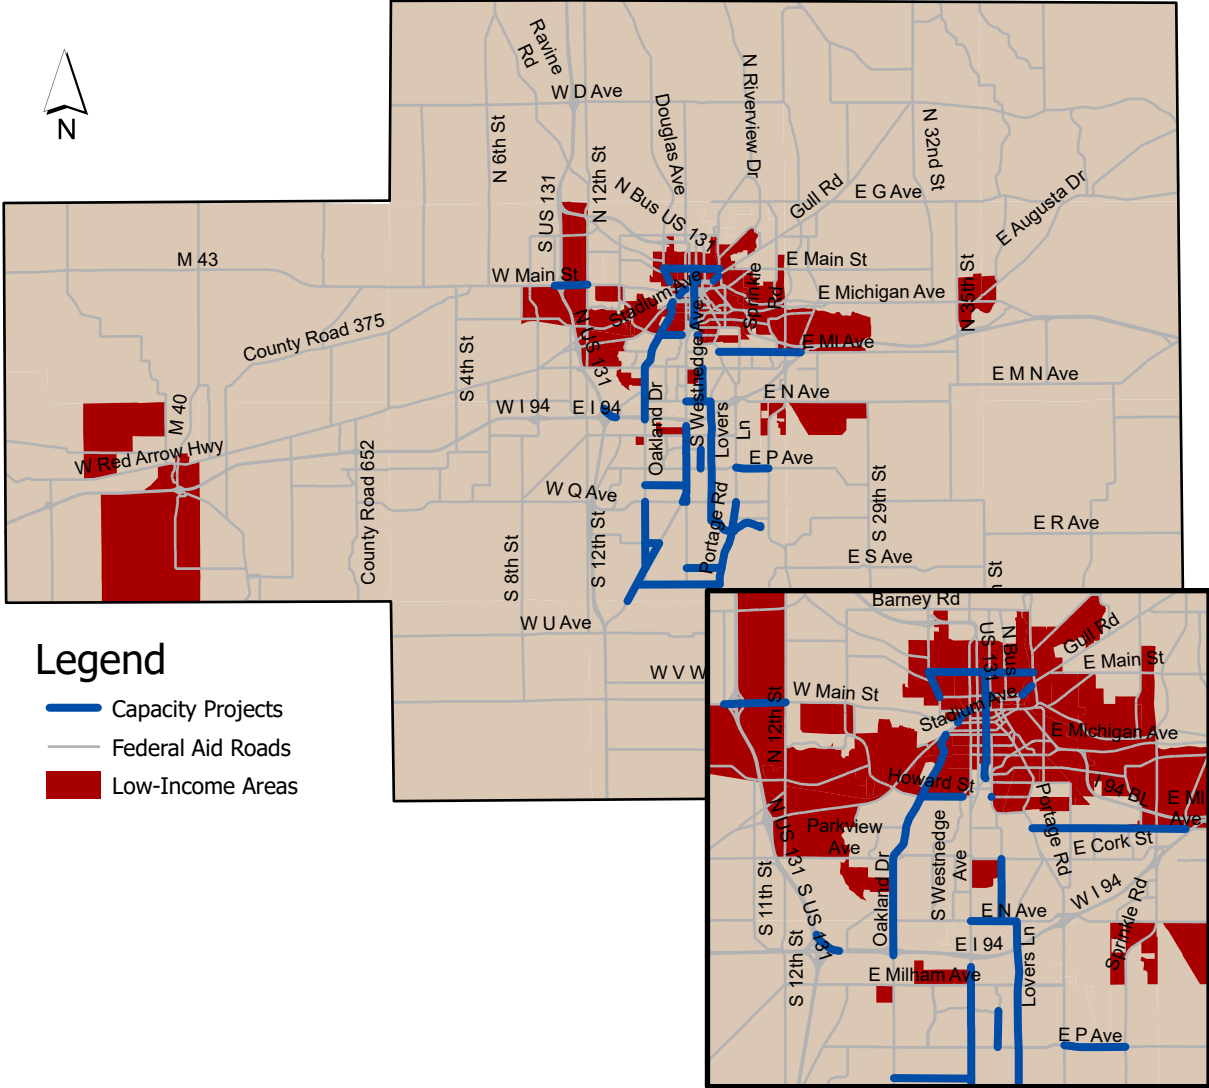 Ravine
Rd
W D Ave
N 6th St
Douglas Ave
N Riverview Dr
N 32nd St
N
N 12th St
S US 131
N Bus US 131
Gull Rd
E G Ave
E Augusta Dr
M 43
W Main St
E Main St
Stadium Ave
Sprinkle
Rd
E Michigan Ave
N 35th St
County Road 375
N US 131
E MI Ave
S 4th St
S Westnedge Ave
E M N Ave
M 40
W I 94
E I 94
Oakland Dr
Lovers
Ln
E N Ave
W Red Arrow Hwy
County Road 652
E P Ave
W Q Ave
Portage Rd
S 29th St
E R Ave
S 8th St
S 12th St
E S Ave
n St
W U Ave
W V W
Legend
Capacity Projects
Federal Aid Roads
Low-Income Areas
Barney Rd
N Bus
US 131
Gull Rd
E Main St
W Main St
N 12th St
Stadium Ave
E Michigan Ave
Howard St
I 94 BL
E MI
Ave
N US 131
Parkview
Ave
Portage Rd
E Cork St
S Westnedge
Ave
W I 94
S 11th St
S US 131
Oakland Dr
E N Ave
Sprinkle Rd
S 12th St
E I 94
Lovers Ln
E Milham Ave
E P Ave